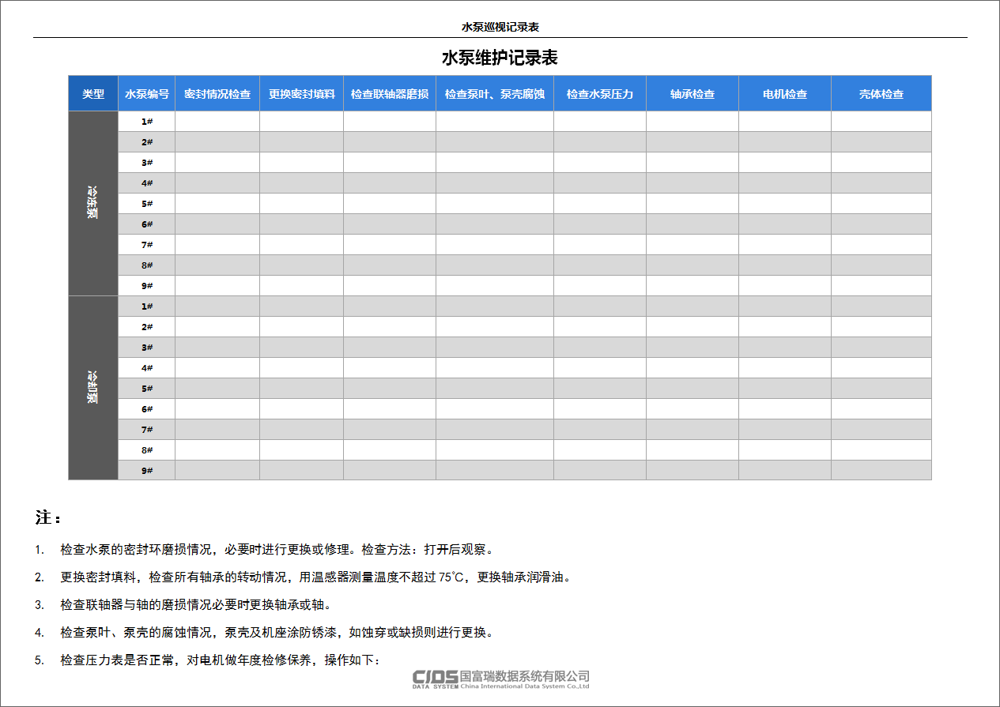 水泵巡视记录表
水泵维护记录表
类型 水泵编号 密封情况检查 更换密封填料 检查联轴器磨损 检查泵叶、泵壳腐蚀 检查水泵压力 轴承检查 电机检查 壳体检查
冷冻泵
1#
2#
3#
4#
5#
6#
7#
8#
9#
冷却泵
1#
2#
3#
4#
5#
6#
7#
8#
9#
注：
1. 检查水泵的密封环磨损情况，必要时进行更换或修理。检查方法：打开后观察。
2. 更换密封填料，检查所有轴承的转动情况，用温感器测量温度不超过 75℃，更换轴承润滑油。
3. 检查联轴器与轴的磨损情况必要时更换轴承或轴。
4. 检查泵叶、泵壳的腐蚀情况，泵壳及机座涂防锈漆，如蚀穿或缺损则进行更换。
5. 检查压力表是否正常，对电机做年度检修保养，操作如下：
CIDS 国富瑞数据系统有限公司
DATA SYSTEM China International Data System Co.,Ltd